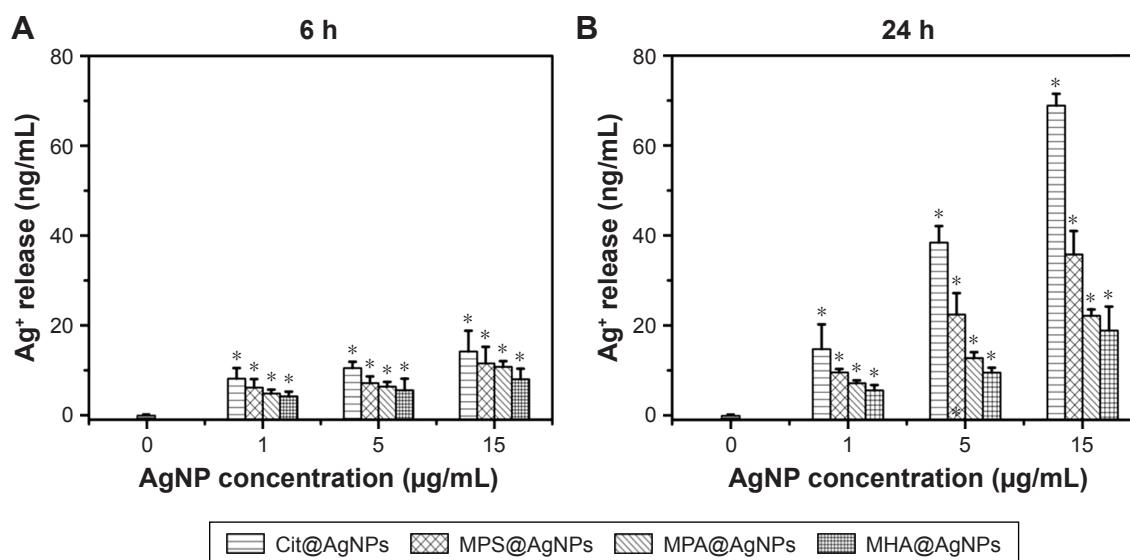 A
6 h
80
60
40
20
0
Ag⁺ release (ng/mL)
* * * *
* * * *
* * * *
0 1 5 15
AgNP concentration (µg/mL)
B
24 h
80
60
40
20
0
Ag⁺ release (ng/mL)
* * * *
* * * *
*
* * * *
0 1 5 15
AgNP concentration (µg/mL)
Cit@AgNPs MPS@AgNPs MPA@AgNPs MHA@AgNPs